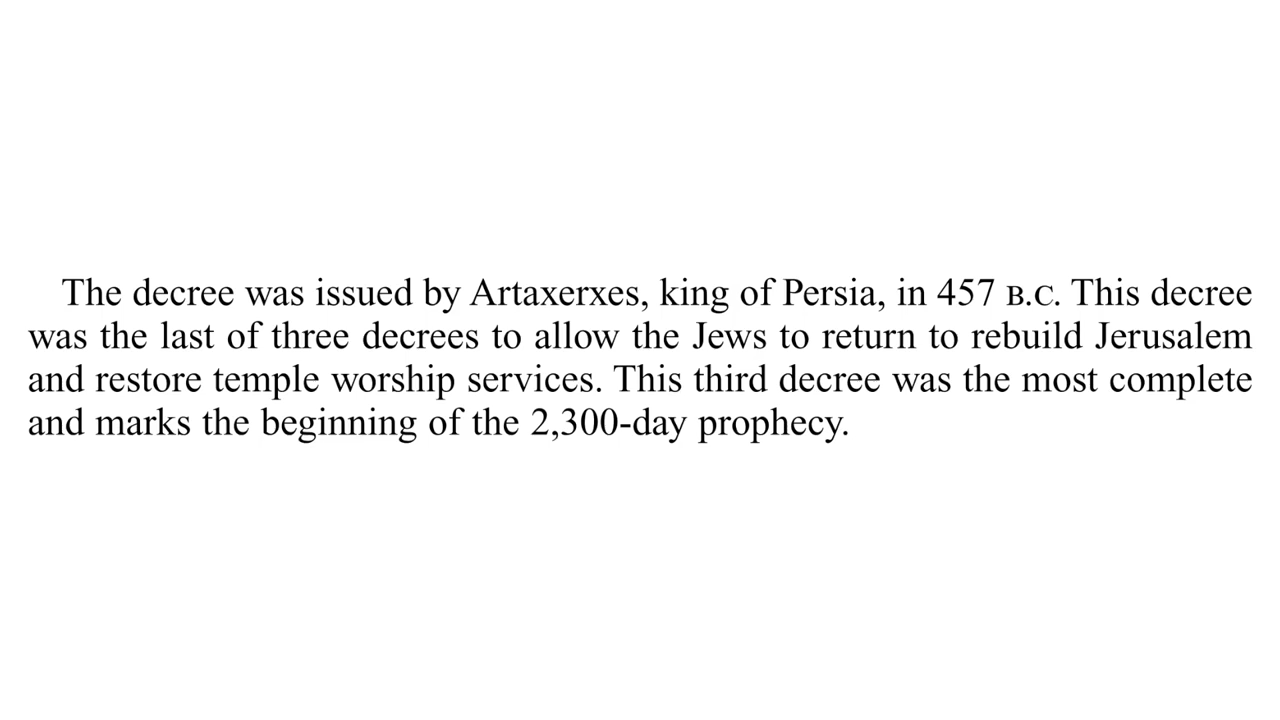 The decree was issued by Artaxerxes, king of Persia, in 457 B.C. This decree
was the last of three decrees to allow the Jews to return to rebuild Jerusalem
and restore temple worship services. This third decree was the most complete
and marks the beginning of the 2,300-day prophecy.